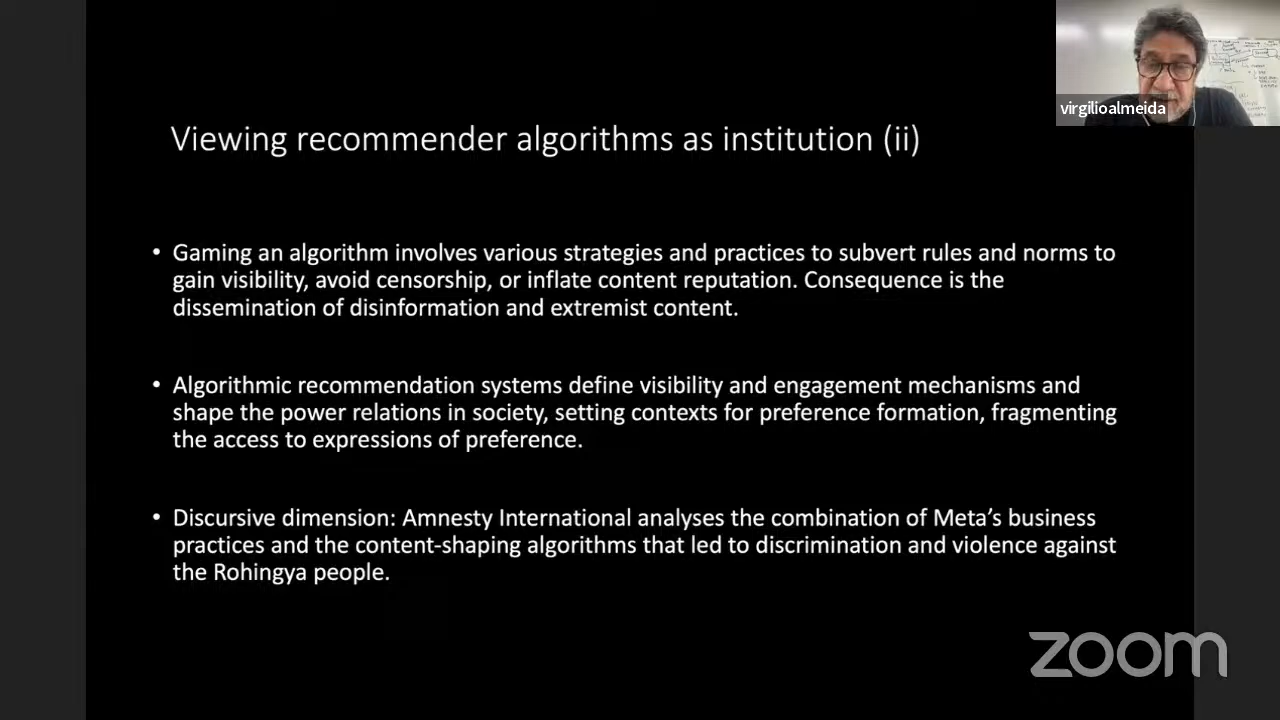 virgilioalmeida
Viewing recommender algorithms as institution (ii)
• Gaming an algorithm involves various strategies and practices to subvert rules and norms to
gain visibility, avoid censorship, or inflate content reputation. Consequence is the
dissemination of disinformation and extremist content.
• Algorithmic recommendation systems define visibility and engagement mechanisms and
shape the power relations in society, setting contexts for preference formation, fragmenting
the access to expressions of preference.
• Discursive dimension: Amnesty International analyses the combination of Meta’s business
practices and the content-shaping algorithms that led to discrimination and violence against
the Rohingya people.
zoom